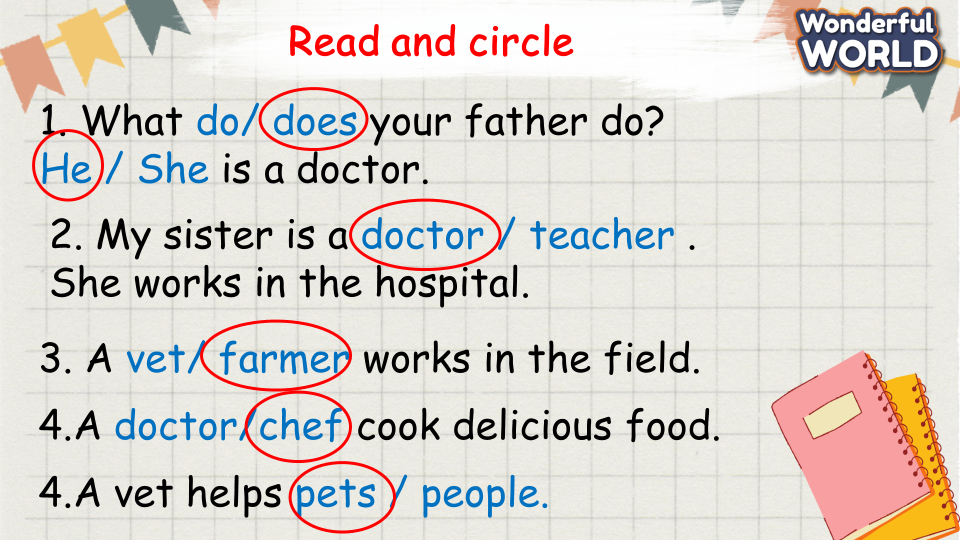 Read and circle
Wonderful
WORLD
1. What do/ does your father do?
He / She is a doctor.
2. My sister is a doctor / teacher .
She works in the hospital.
3. A vet/ farmer works in the field.
4.A doctor/chef cook delicious food.
4.A vet helps pets / people.